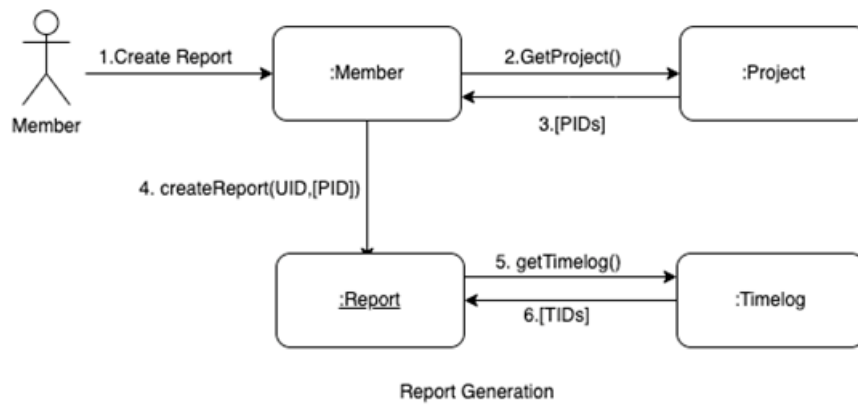 1.Create Report
:Member
2.GetProject()
:Project
3.[PIDs]
Member
4. createReport(UID,[PID])
:Report
5. getTimelog()
:Timelog
6.[TIDs]
Report Generation